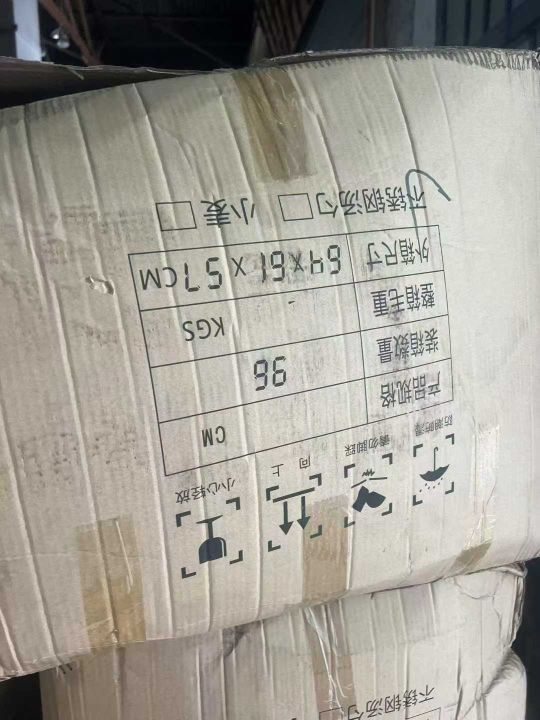 防潮防湿 请勿脚踩 向上 小心轻放
产品规格 CM
装箱数量 96
整箱毛重 KGS
外箱尺寸 64X61X57CM
不锈钢汤勺 □ 小麦 □
不锈钢汤勺